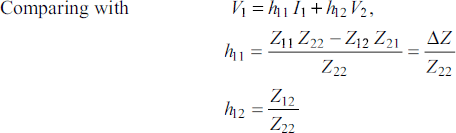 Comparing with V₁ = h₁₁ I₁ + h₁₂ V₂,
h₁₁ = (Z₁₁ Z₂₂ − Z₁₂ Z₂₁) / Z₂₂ = ΔZ / Z₂₂
h₁₂ = Z₁₂ / Z₂₂